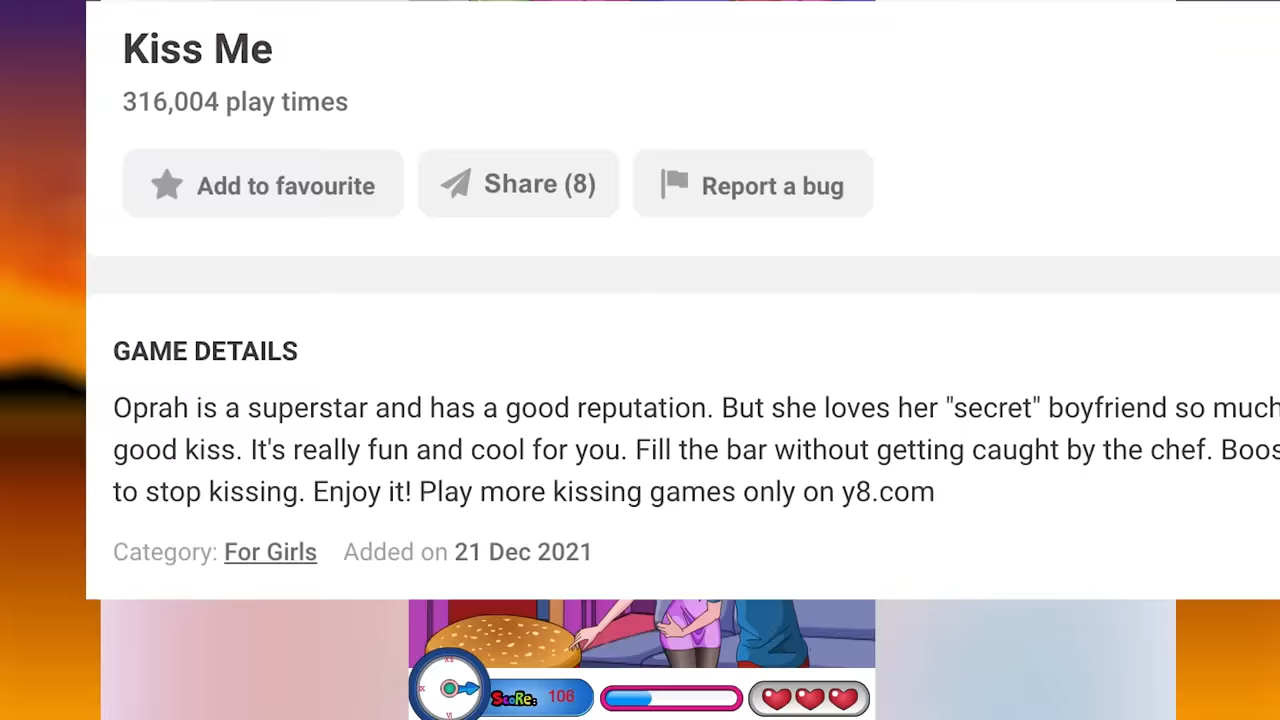 Kiss Me
316,004 play times
Add to favourite
Share (8)
Report a bug
GAME DETAILS
Oprah is a superstar and has a good reputation. But she loves her "secret" boyfriend so much
good kiss. It's really fun and cool for you. Fill the bar without getting caught by the chef. Boos
to stop kissing. Enjoy it! Play more kissing games only on y8.com
Category: For Girls Added on 21 Dec 2021
XII
IX
VI
ScoRe: 106